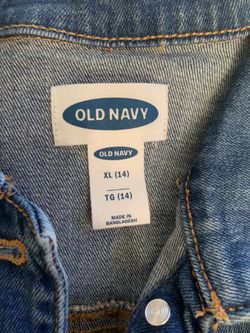 OLD NAVY
OLD NAVY
XL (14)
TG (14)
MADE IN
BANGLADESH